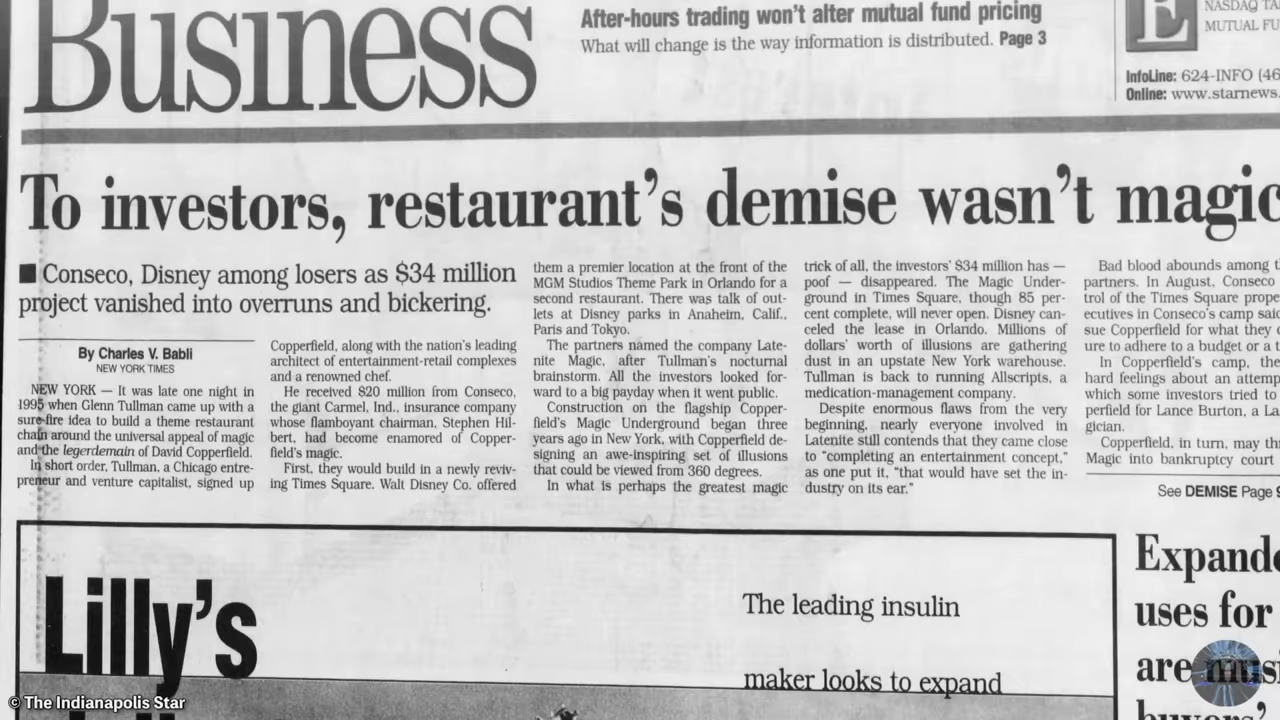 Business
After-hours trading won't alter mutual fund pricing
What will change is the way information is distributed. Page 3
E
NASDAQ
MUTUAL
InfoLine: 624-INFO
Online: www.starnews.
To investors, restaurant's demise wasn't magic
■ Conseco, Disney among losers as $34 million
project vanished into overruns and bickering.
By Charles V. Babli
NEW YORK TIMES
NEW YORK — It was late one night in
1995 when Glenn Tullman came up with a
sure-fire idea to build a theme restaurant
chain around the universal appeal of magic
and the legerdemain of David Copperfield.
In short order, Tullman, a Chicago entre-
preneur and venture capitalist, signed up
Copperfield, along with the nation's leading
architect of entertainment-retail complexes
and a renowned chef.
He received $20 million from Conseco,
the giant Carmel, Ind., insurance company
whose flamboyant chairman, Stephen Hil-
bert, had become enamored of Copper-
field's magic.
First, they would build in a newly reviv-
ing Times Square. Walt Disney Co. offered
them a premier location at the front of the
MGM Studios Theme Park in Orlando for a
second restaurant. There was talk of out-
lets at Disney parks in Anaheim, Calif.,
Paris and Tokyo.
The partners named the company Late-
nite Magic, after Tullman's nocturnal
brainstorm. All the investors looked for-
ward to a big payday when it went public.
Construction on the flagship Copper-
field's Magic Underground began three
years ago in New York, with Copperfield de-
signing an awe-inspiring set of illusions
that could be viewed from 360 degrees.
In what is perhaps the greatest magic
trick of all, the investors' $34 million has —
poof — disappeared. The Magic Under-
ground in Times Square, though 85 per-
cent complete, will never open. Disney can-
celed the lease in Orlando. Millions of
dollars' worth of illusions are gathering
dust in an upstate New York warehouse.
Tullman is back to running Allscripts, a
medication-management company.
Despite enormous flaws from the very
beginning, nearly everyone involved in
Latenite still contends that they came close
to "completing an entertainment concept,"
as one put it, "that would have set the in-
dustry on its ear."
Bad blood abounds among
partners. In August, Conseco
trol of the Times Square
ecutives in Conseco's camp
sue Copperfield for what they
ure to adhere to a budget or a
In Copperfield's camp,
hard feelings about an
which some investors tried to
perfield for Lance Burton, a
gician.
Copperfield, in turn, may
Magic into bankruptcy court
See DEMISE Page
Lilly's
The leading insulin
maker looks to expand
uses for
are
buyers'
© The Indianapolis Star